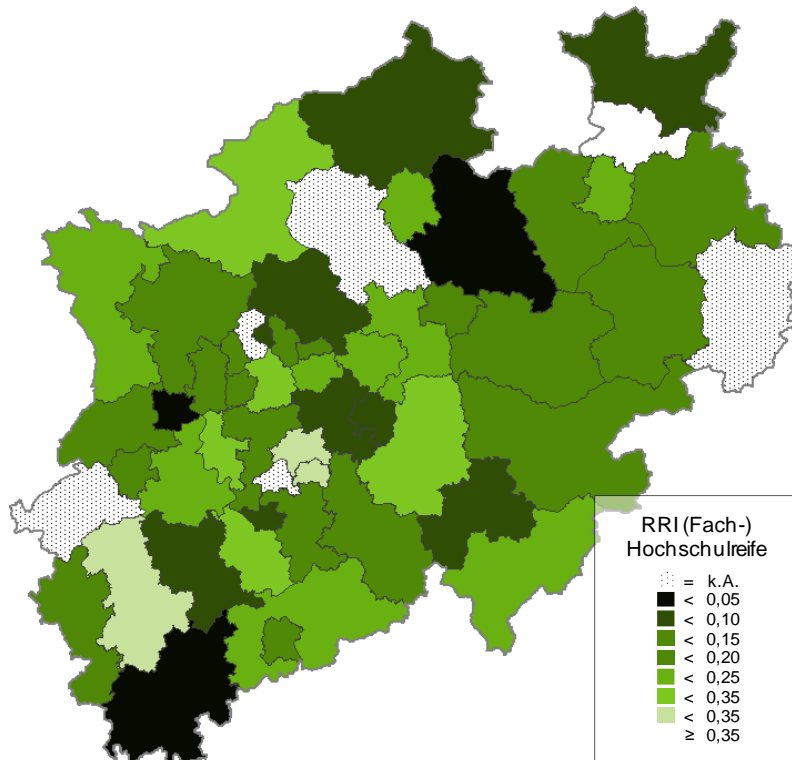 RRI (Fach-)
Hochschulreife
= k.A.
< 0,05
< 0,10
< 0,15
< 0,20
< 0,25
< 0,35
< 0,35
≥ 0,35